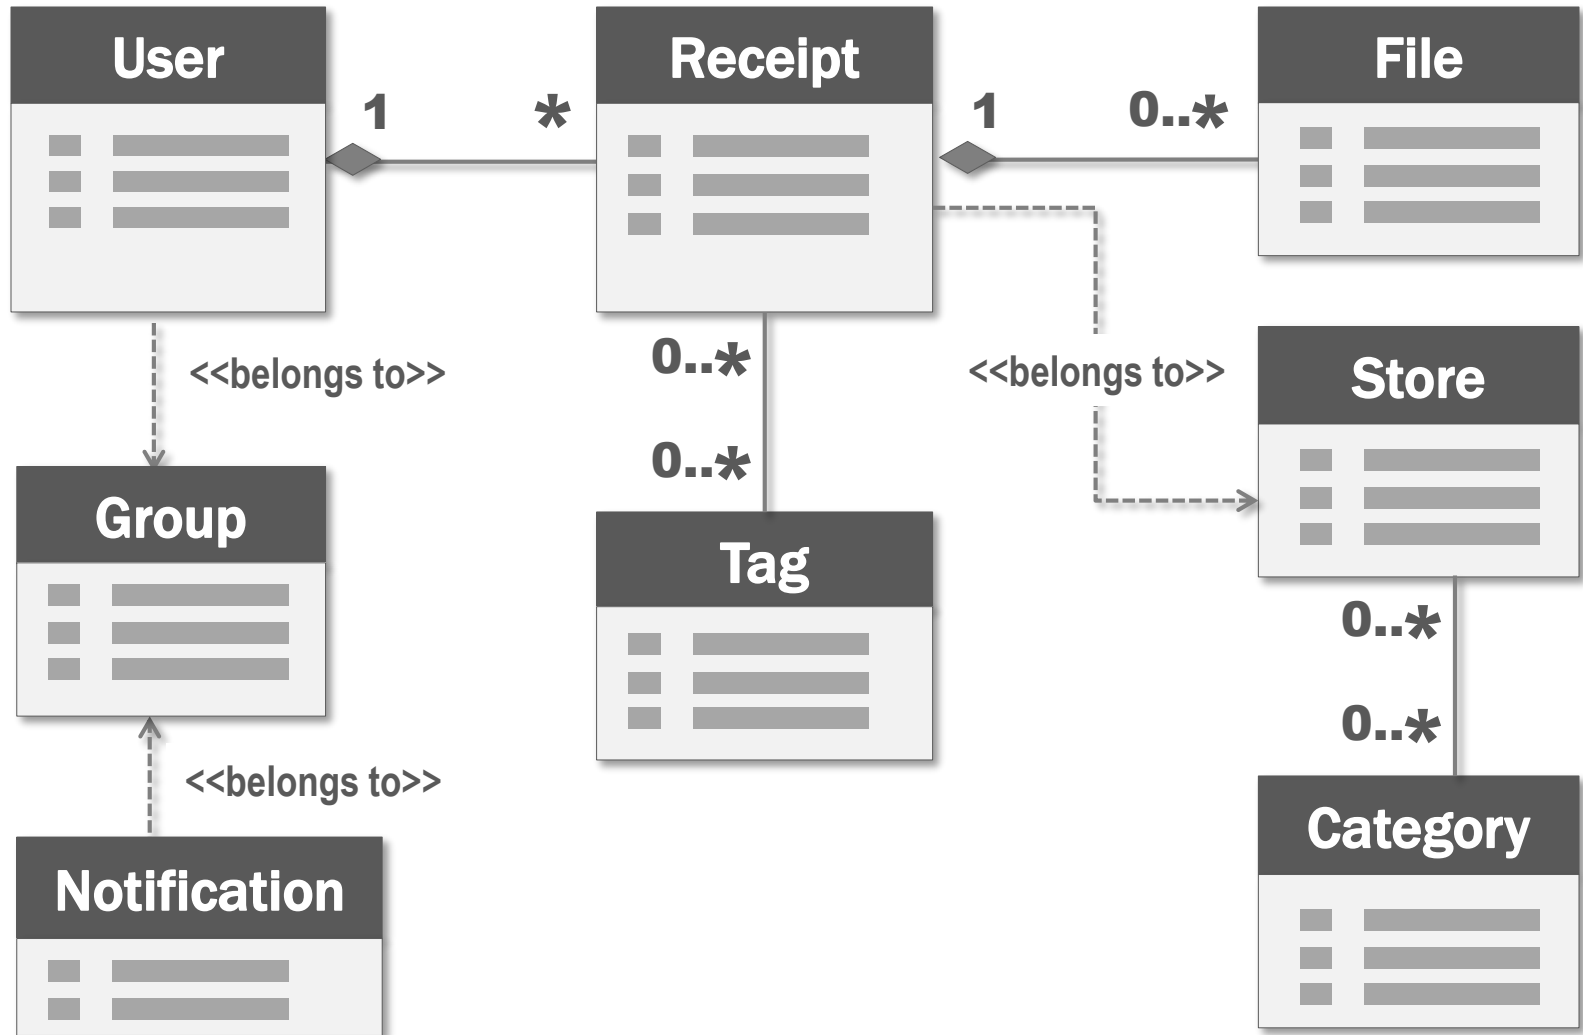 User
Receipt
File
1
*
1
0..*
<<belongs to>>
0..*
<<belongs to>>
Store
0..*
Group
Tag
0..*
0..*
<<belongs to>>
Category
Notification